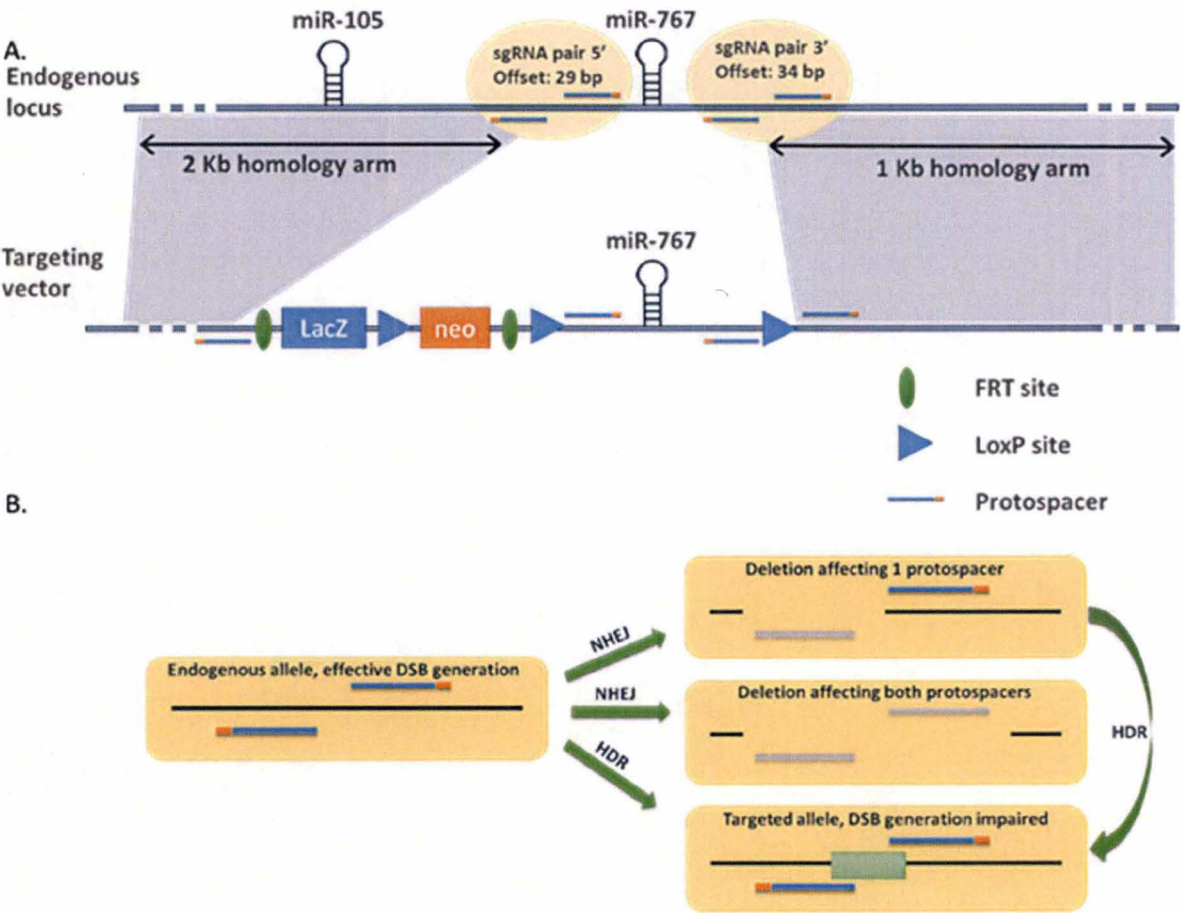 A.
miR-105
miR-767
Endogenous
locus
sgRNA pair 5'
Offset: 29 bp
sgRNA pair 3'
Offset: 34 bp
2 Kb homology arm
1 Kb homology arm
Targeting
vector
miR-767
LacZ
neo
FRT site
LoxP site
Protospacer
B.
Endogenous allele, effective DSB generation
NHEJ
NHEJ
HDR
Deletion affecting 1 protospacer
Deletion affecting both protospacers
HDR
Targeted allele, DSB generation impaired